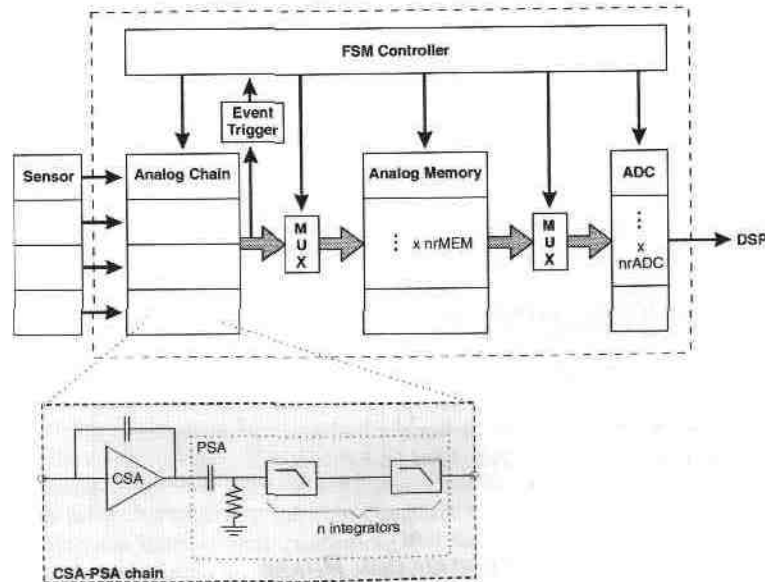 FSM Controller
Event
Trigger
Sensor
Analog Chain
Analog Memory
ADC
M
U
X
⋮ x nrMEM
M
U
X
⋮
x
nrADC
DSP
PSA
CSA
n integrators
CSA-PSA chain